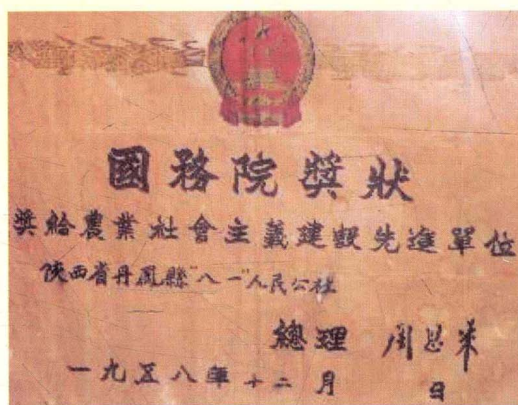 國務院獎狀
獎給農業社會主義建設先進單位
陝西省丹鳳縣“八一”人民公社
總理 周恩來
一九五八年十二月 日